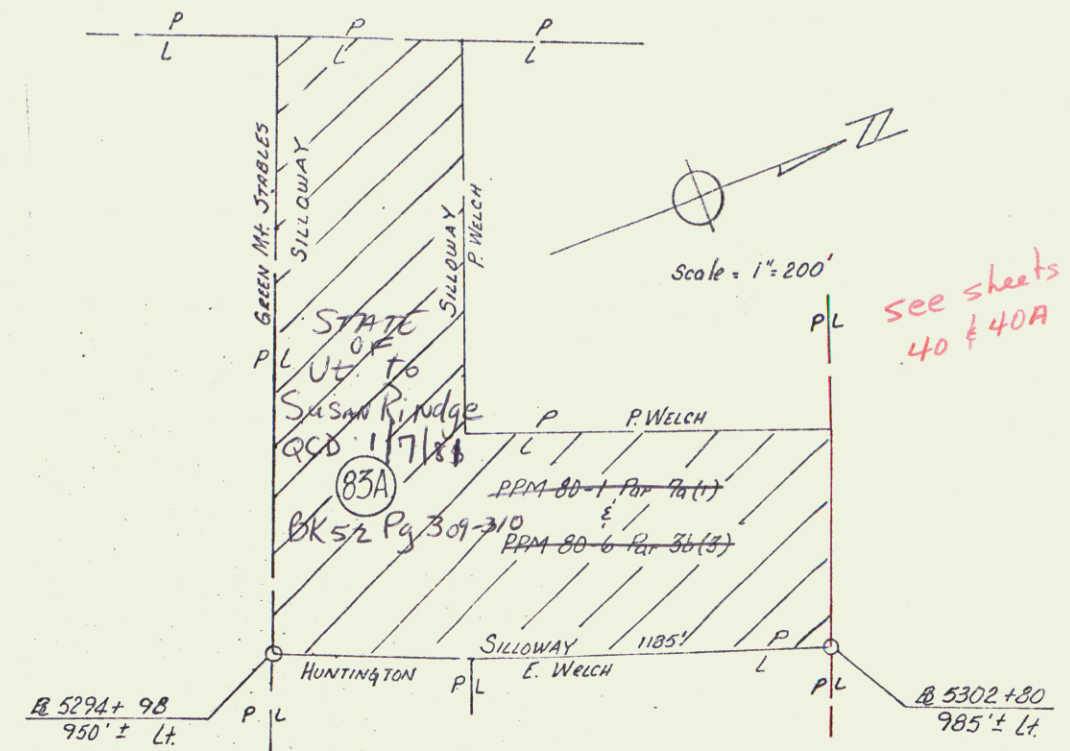 P
L
P
L
P
L
GREEN Mt. STABLES
SILLOWAY
SILLOWAY
P. WELCH
N
Scale = 1"=200'
see sheets
40 & 40A
P L
P L
STATE
OF
Vt. to
Susan Rindge
QCD 1/7/81
83A
BK 52 Pg 309-310
P
L
P. WELCH
PPM 80-1 Par 9a(1)
&
PPM 80-6 Par 3b(3)
SILLOWAY 1185' P
L
HUNTINGTON
E. WELCH
P L
P L
P L
5294+98
950'± Lt.
5302+80
985'± Lt.